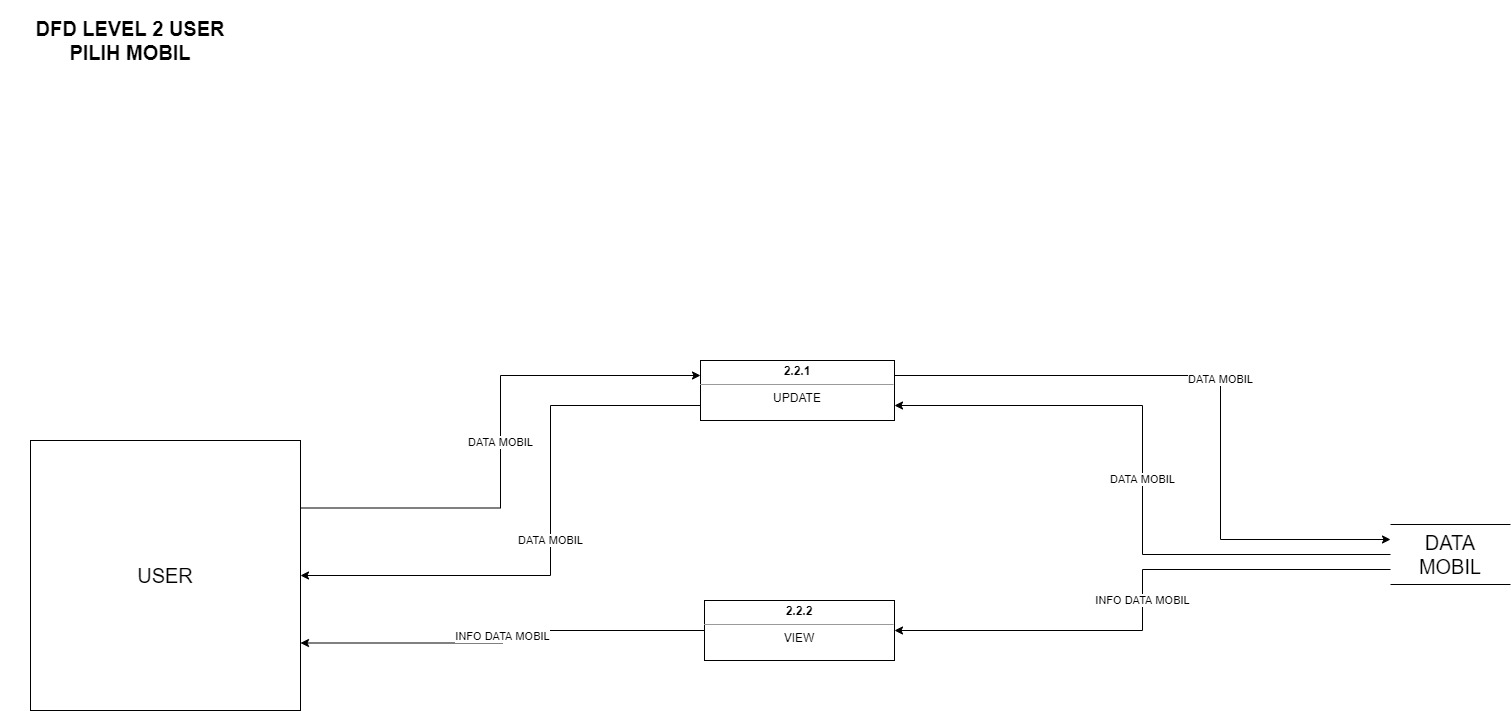 DFD LEVEL 2 USER
PILIH MOBIL
2.2.1
UPDATE
DATA MOBIL
DATA MOBIL
DATA MOBIL
DATA MOBIL
USER
DATA
MOBIL
INFO DATA MOBIL
2.2.2
VIEW
INFO DATA MOBIL